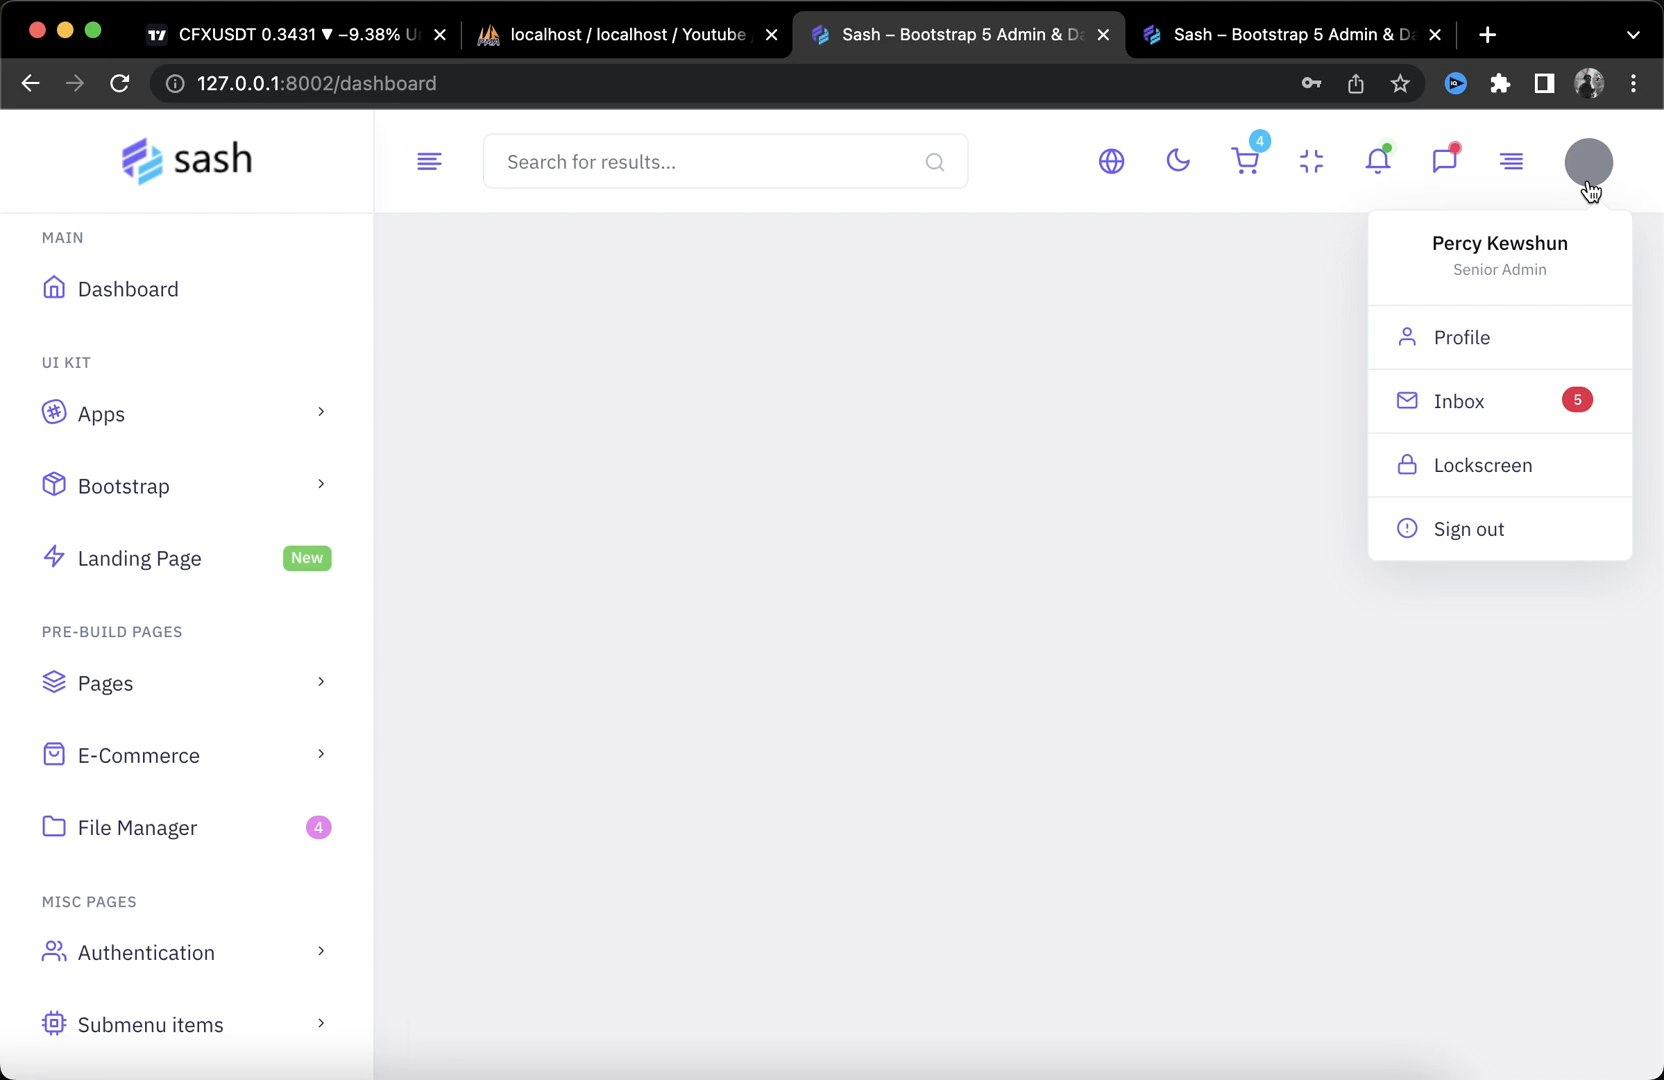 CFXUSDT 0.3431 ▼ −9.38% U
localhost / localhost / Youtube
Sash – Bootstrap 5 Admin & Da
Sash – Bootstrap 5 Admin & Da
127.0.0.1:8002/dashboard
sash
Search for results...
4
MAIN
Dashboard
UI KIT
Apps
Bootstrap
Landing Page New
PRE-BUILD PAGES
Pages
E-Commerce
File Manager 4
MISC PAGES
Authentication
Submenu items
Percy Kewshun
Senior Admin
Profile
Inbox 5
Lockscreen
Sign out